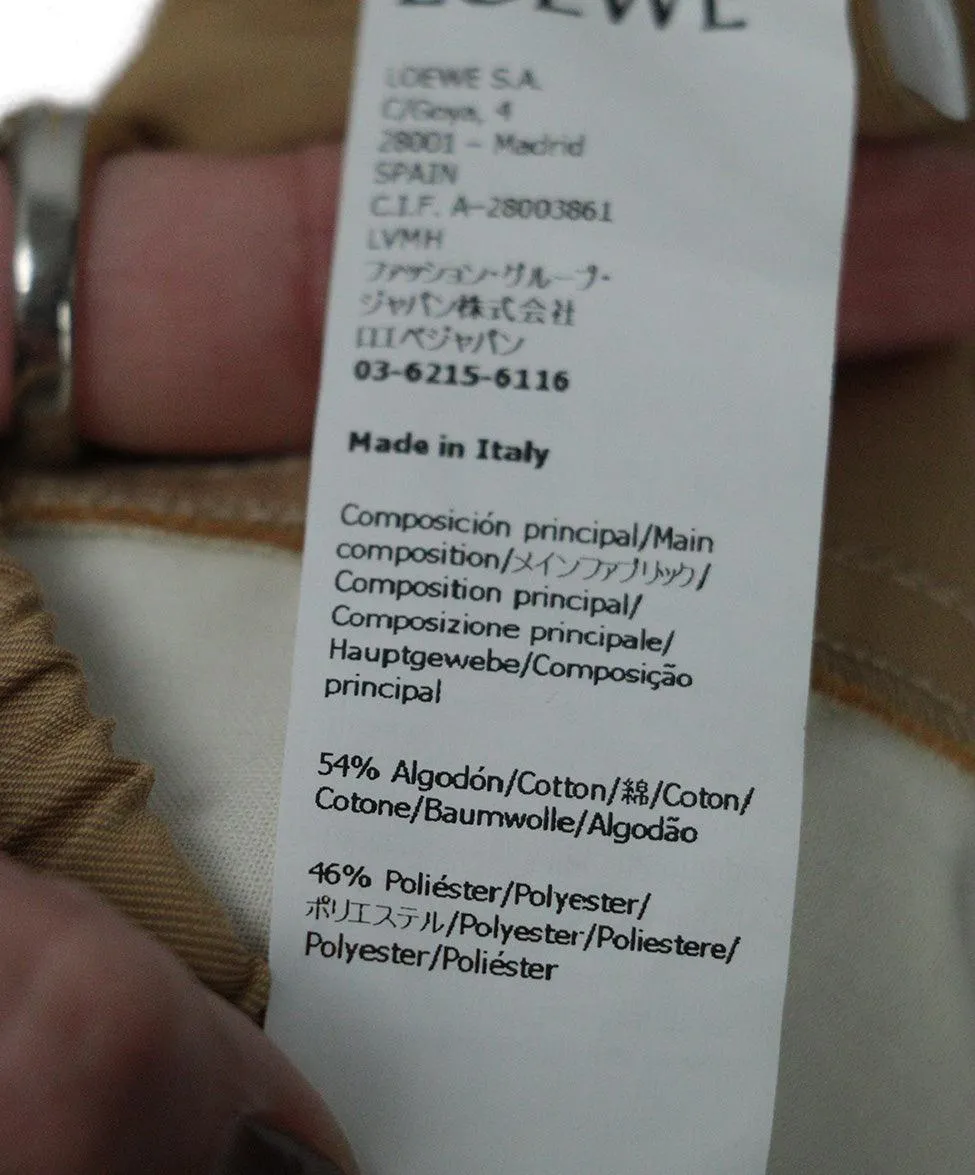 LOEWE
LOEWE S.A.
C/Goya, 4
28001 - Madrid
SPAIN
C.I.F. A-28003861
LVMH
ファッション・グループ・
ジャパン株式会社
ロエベジャパン
03-6215-6116
Made in Italy
Composición principal/Main
composition/メインファブリック/
Composition principal/
Composizione principale/
Hauptgewebe/Composição
principal
54% Algodón/Cotton/綿/Coton/
Cotone/Baumwolle/Algodão
46% Poliéster/Polyester/
ポリエステル/Polyester/Poliestere/
Polyester/Poliéster